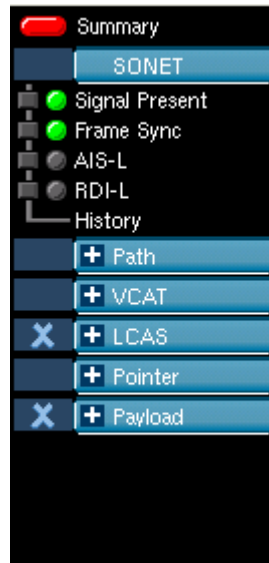 Summary
SONET
Signal Present
Frame Sync
AIS-L
RDI-L
History
Path
VCAT
LCAS
Pointer
Payload